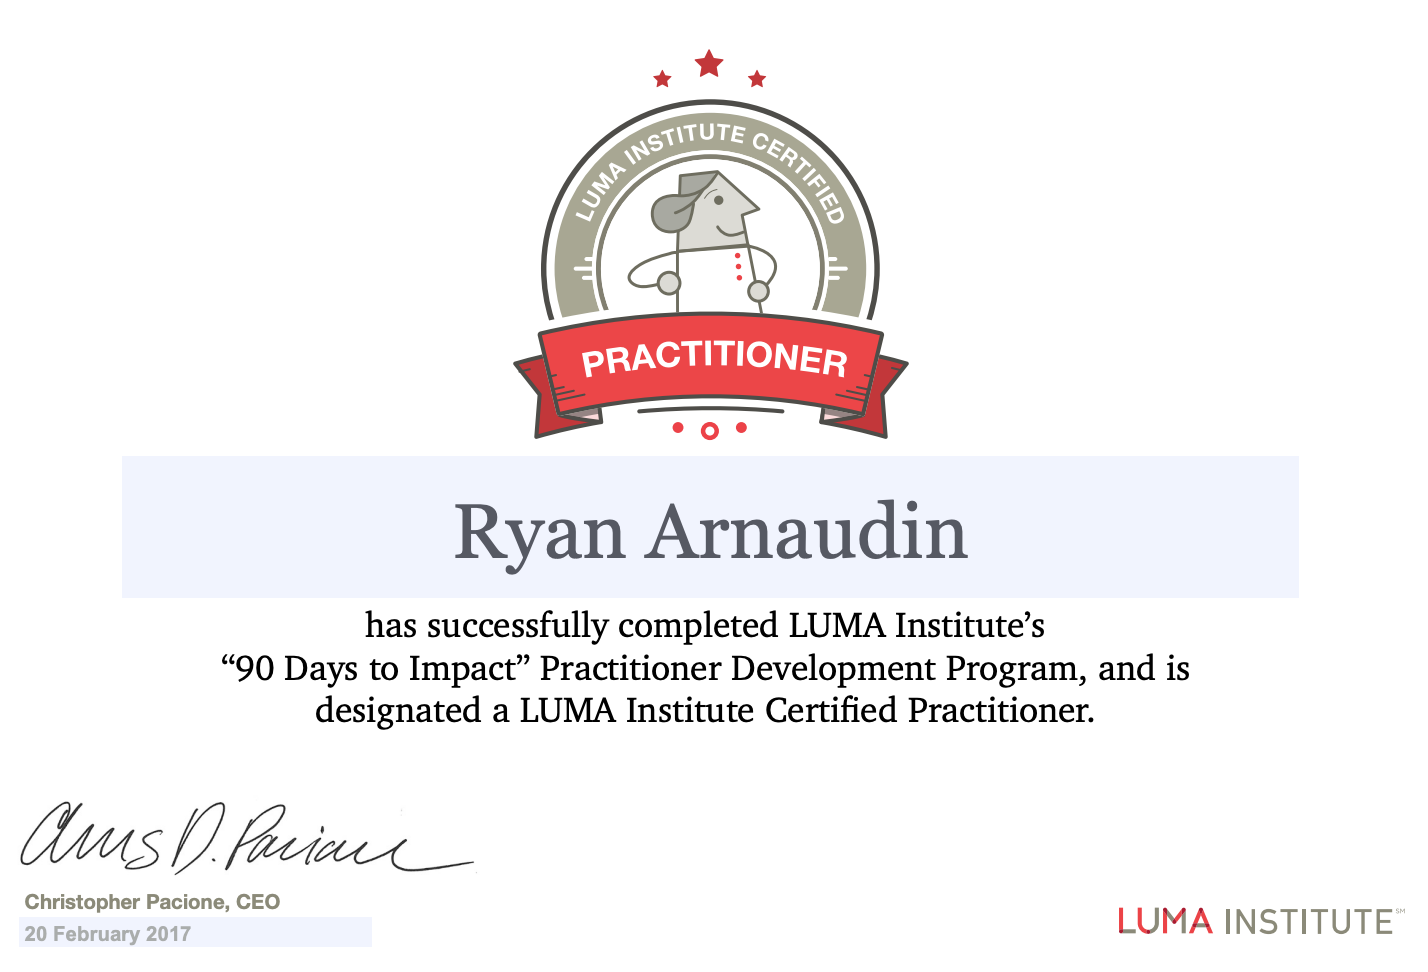 LUMA INSTITUTE CERTIFIED
PRACTITIONER
Ryan Arnaudin
has successfully completed LUMA Institute’s
“90 Days to Impact” Practitioner Development Program, and is
designated a LUMA Institute Certified Practitioner.
Chris D. Pacione
Christopher Pacione, CEO
20 February 2017
LUMA INSTITUTE℠